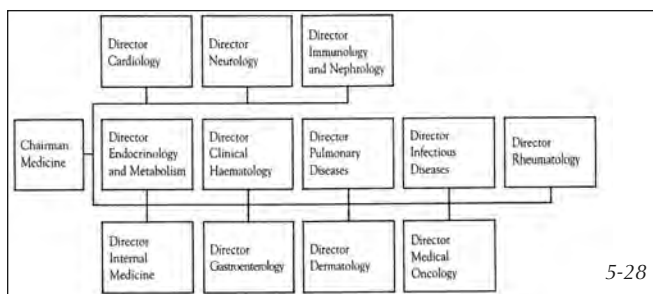 Director
Cardiology
Director
Neurology
Director
Immunology
and Nephrology
Chairman
Medicine
Director
Endocrinology
and Metabolism
Director
Clinical
Haematology
Director
Pulmonary
Diseases
Director
Infectious
Diseases
Director
Rheumatology
Director
Internal
Medicine
Director
Gastroenterology
Director
Dermatology
Director
Medical
Oncology
5-28